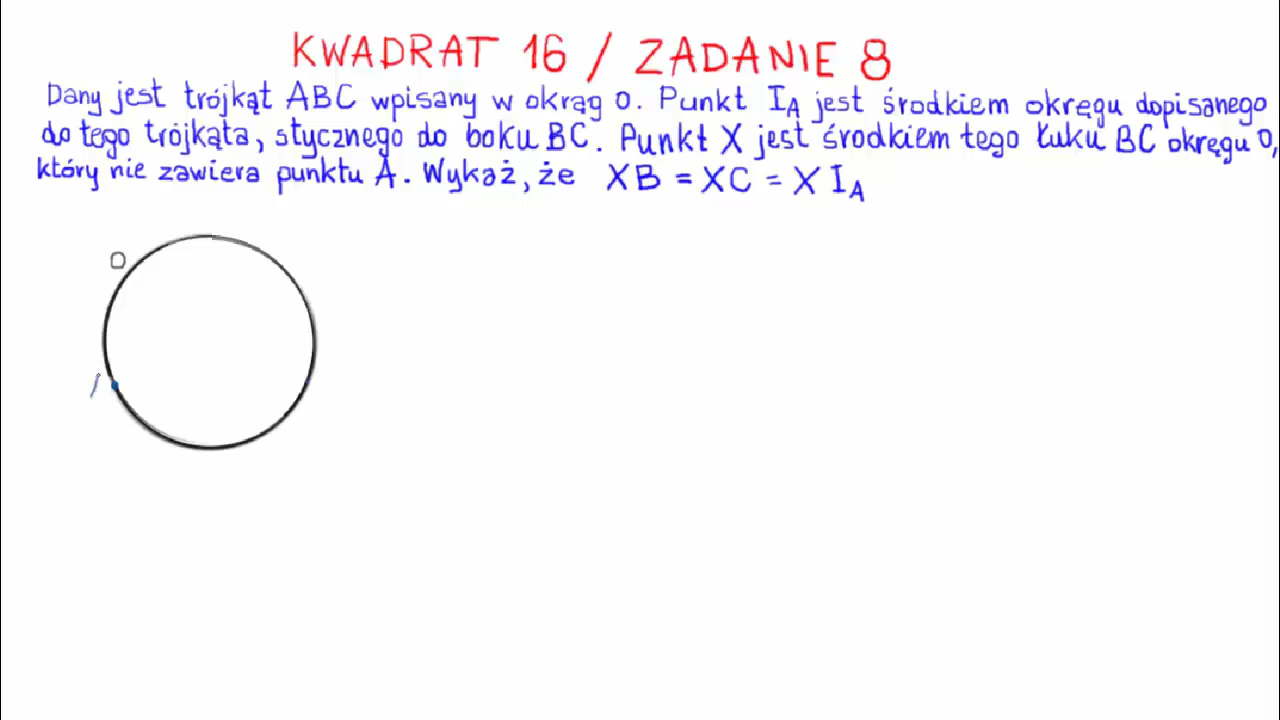 KWADRAT 16 / ZADANIE 8
Dany jest trójkąt ABC wpisany w okrąg o. Punkt I_A jest środkiem okręgu dopisanego
do tego trójkąta, stycznego do boku BC. Punkt X jest środkiem tego łuku BC okręgu o,
który nie zawiera punktu A. Wykaż, że XB = XC = X I_A
o